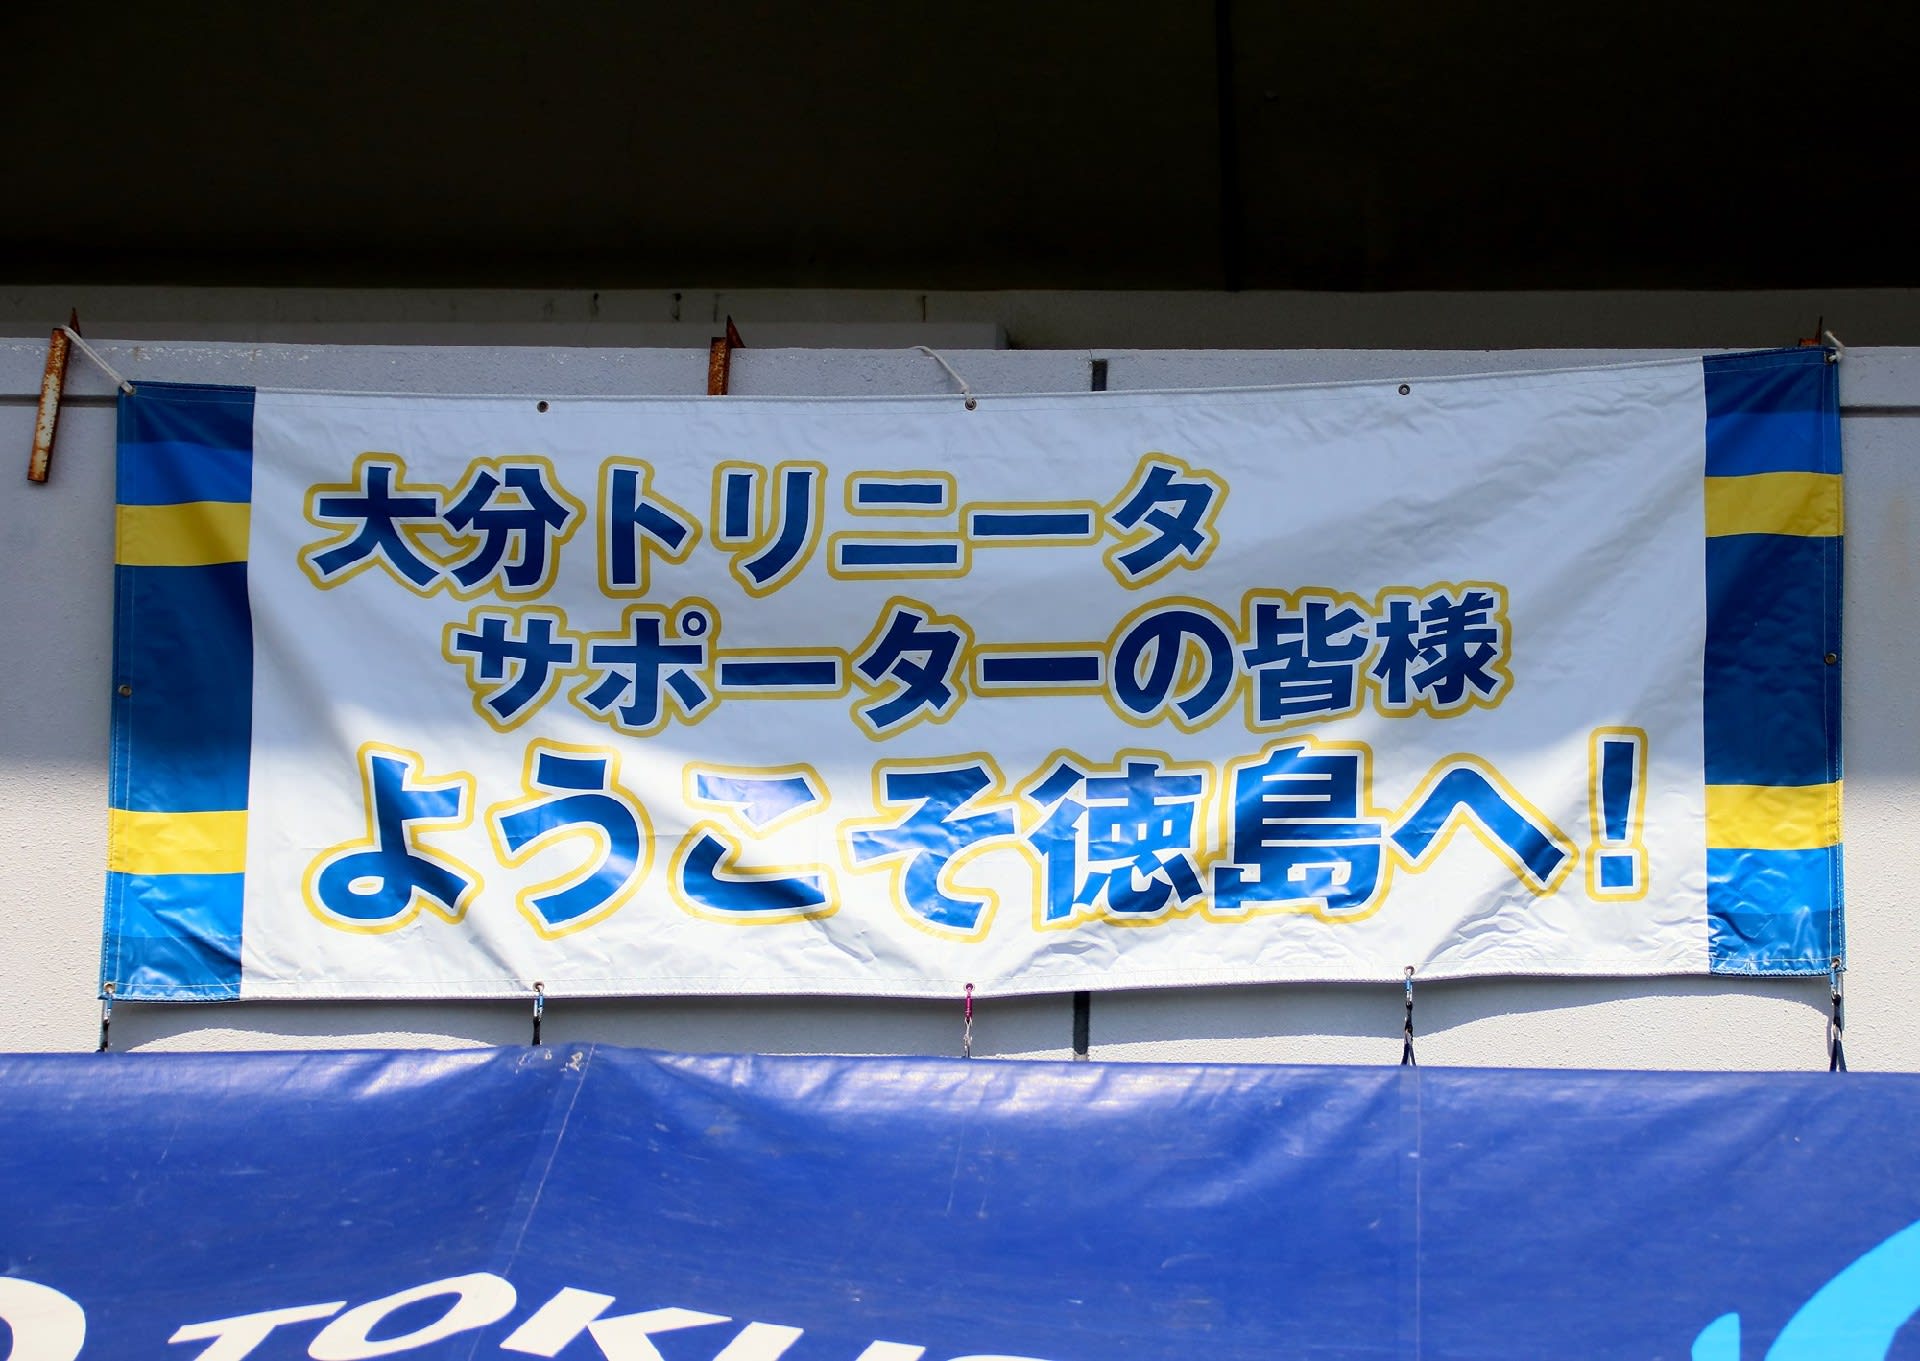 大分トリニータ
サポーターの皆様
ようこそ徳島へ!